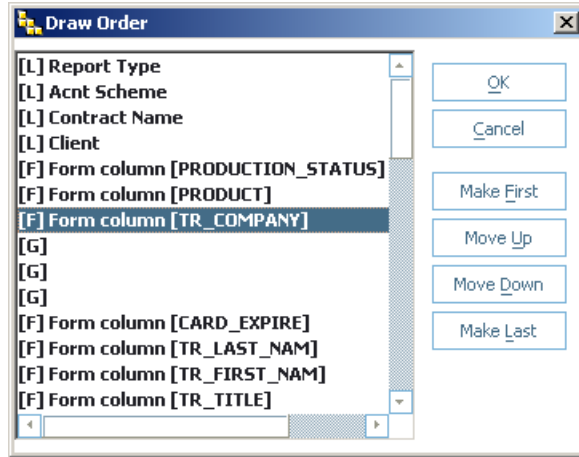 Draw Order
[L] Report Type
[L] Acnt Scheme
[L] Contract Name
[L] Client
[F] Form column [PRODUCTION_STATUS]
[F] Form column [PRODUCT]
[F] Form column [TR_COMPANY]
[G]
[G]
[G]
[F] Form column [CARD_EXPIRE]
[F] Form column [TR_LAST_NAM]
[F] Form column [TR_FIRST_NAM]
[F] Form column [TR_TITLE]
OK
Cancel
Make First
Move Up
Move Down
Make Last